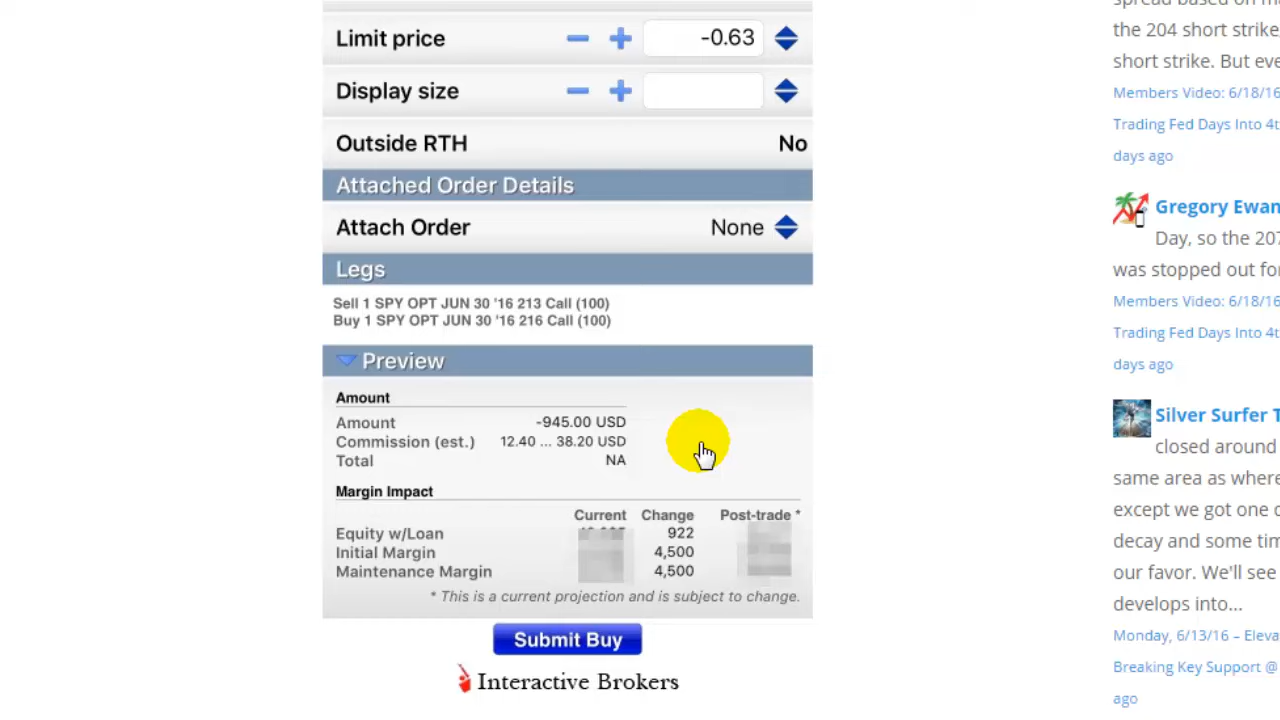 Limit price -0.63
Display size
Outside RTH No
Attached Order Details
Attach Order None
Legs
Sell 1 SPY OPT JUN 30 '16 213 Call (100)
Buy 1 SPY OPT JUN 30 '16 216 Call (100)
Preview
Amount
Amount -945.00 USD
Commission (est.) 12.40 ... 38.20 USD
Total NA
Margin Impact
Current Change Post-trade *
Equity w/Loan 922
Initial Margin 4,500
Maintenance Margin 4,500
* This is a current projection and is subject to change.
Submit Buy
Interactive Brokers
spread based on
the 204 short strike,
short strike. But eve
Members Video: 6/18/16
Trading Fed Days Into 4t
days ago
Gregory Ewan
Day, so the 207
was stopped out fo
Members Video: 6/18/16
Trading Fed Days Into 4t
days ago
Silver Surfer T
closed around
same area as where
except we got one
decay and some tim
our favor. We'll see
develops into...
Monday, 6/13/16 – Eleva
Breaking Key Support @
ago